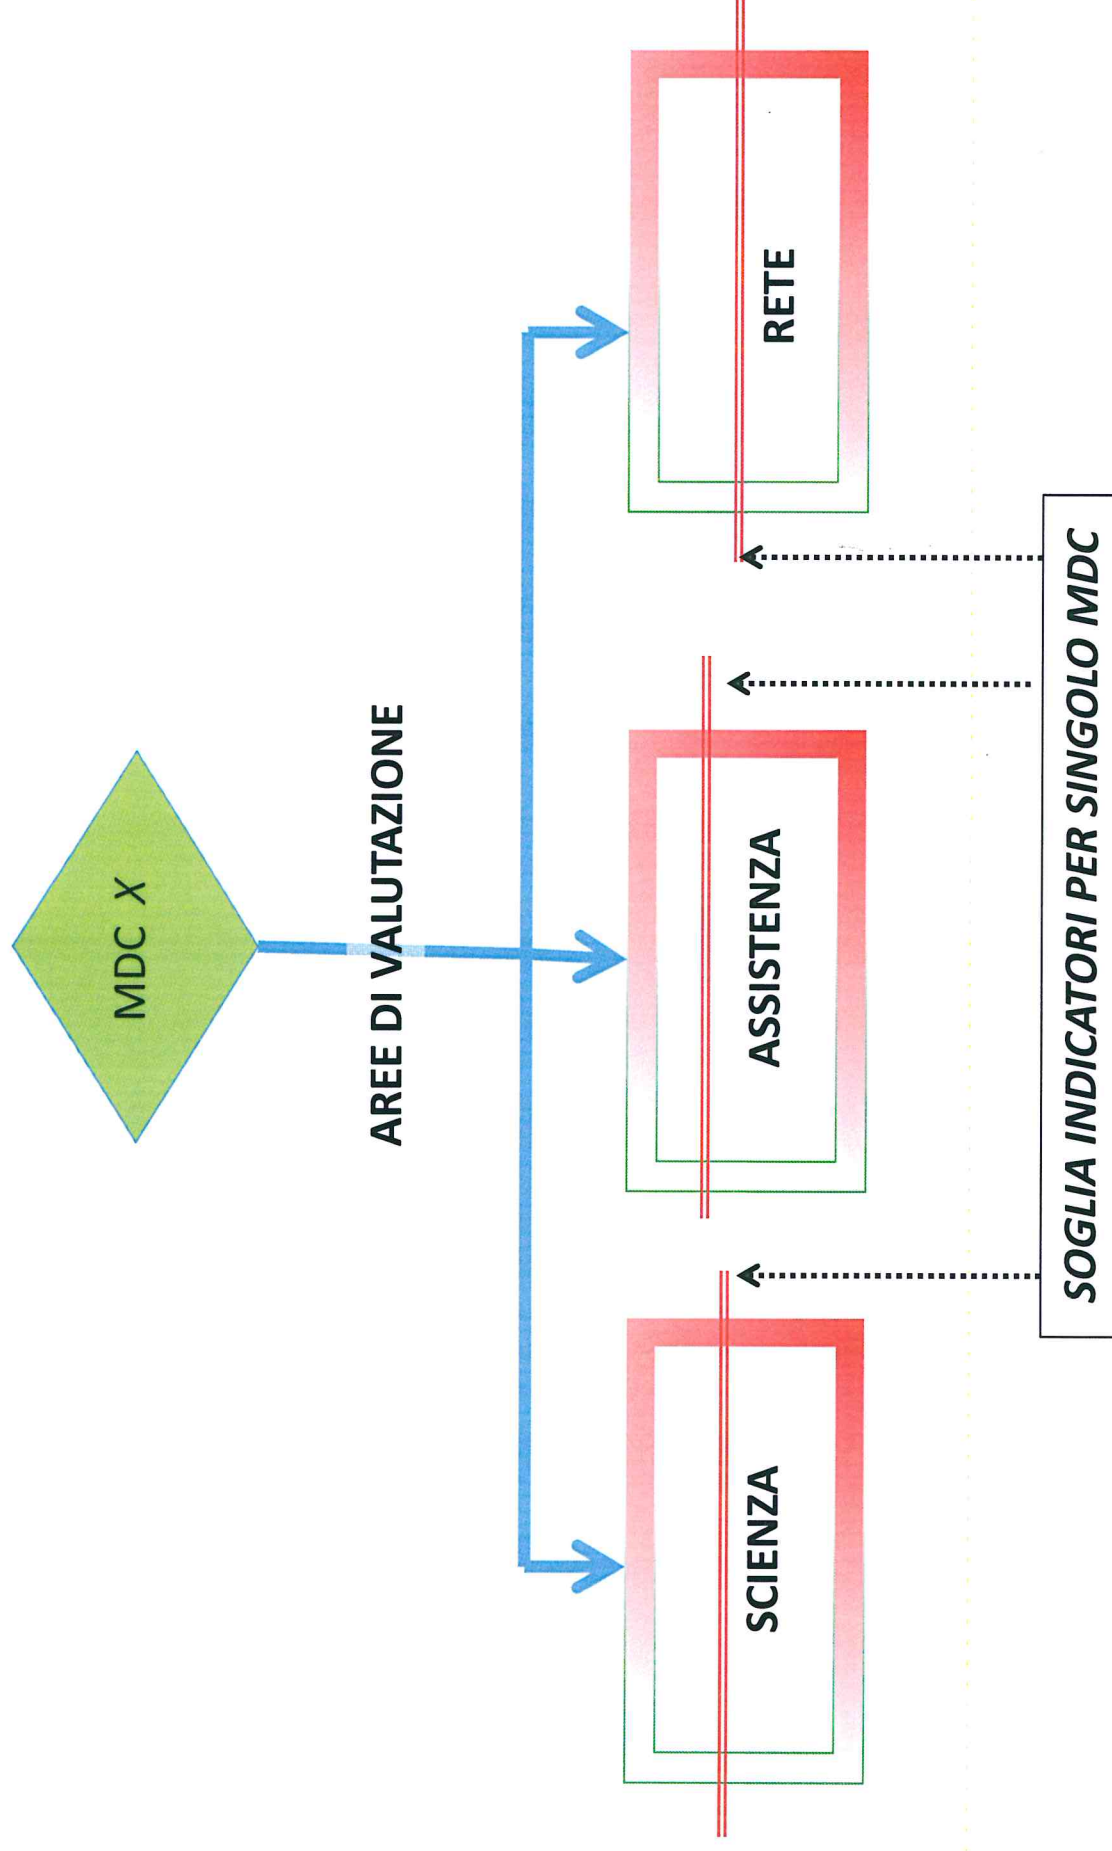 MDC X
AREE DI VALUTAZIONE
SCIENZA
ASSISTENZA
RETE
SOGLIA INDICATORI PER SINGOLO MDC